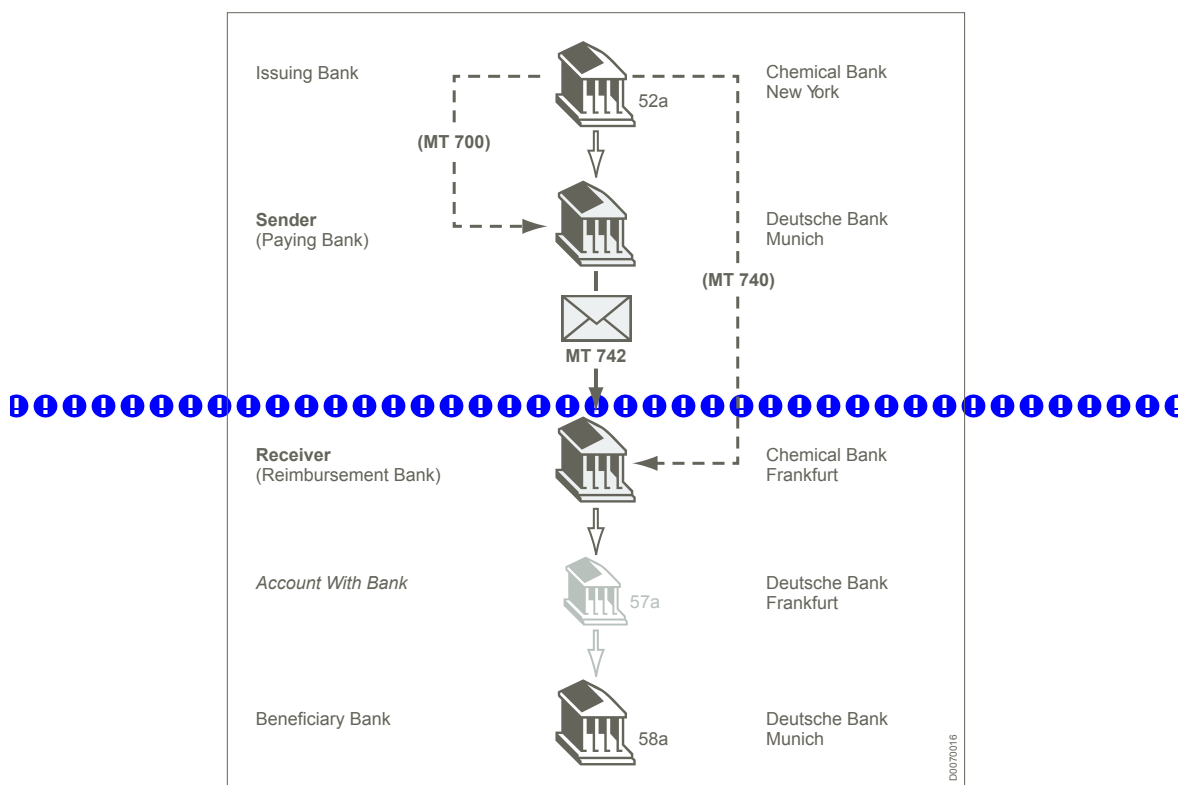 Issuing Bank
52a
Chemical Bank
New York
(MT 700)
Sender
(Paying Bank)
Deutsche Bank
Munich
(MT 740)
MT 742
Receiver
(Reimbursement Bank)
Chemical Bank
Frankfurt
Account With Bank
57a
Deutsche Bank
Frankfurt
Beneficiary Bank
58a
Deutsche Bank
Munich
D0070016